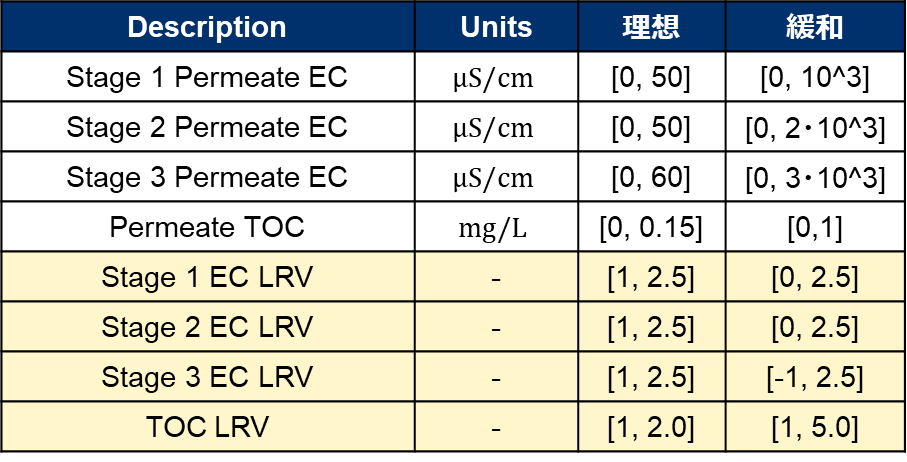 Description Units 理想 緩和
Stage 1 Permeate EC μS/cm [0, 50] [0, 10^3]
Stage 2 Permeate EC μS/cm [0, 50] [0, 2・10^3]
Stage 3 Permeate EC μS/cm [0, 60] [0, 3・10^3]
Permeate TOC mg/L [0, 0.15] [0,1]
Stage 1 EC LRV - [1, 2.5] [0, 2.5]
Stage 2 EC LRV - [1, 2.5] [0, 2.5]
Stage 3 EC LRV - [1, 2.5] [-1, 2.5]
TOC LRV - [1, 2.0] [1, 5.0]